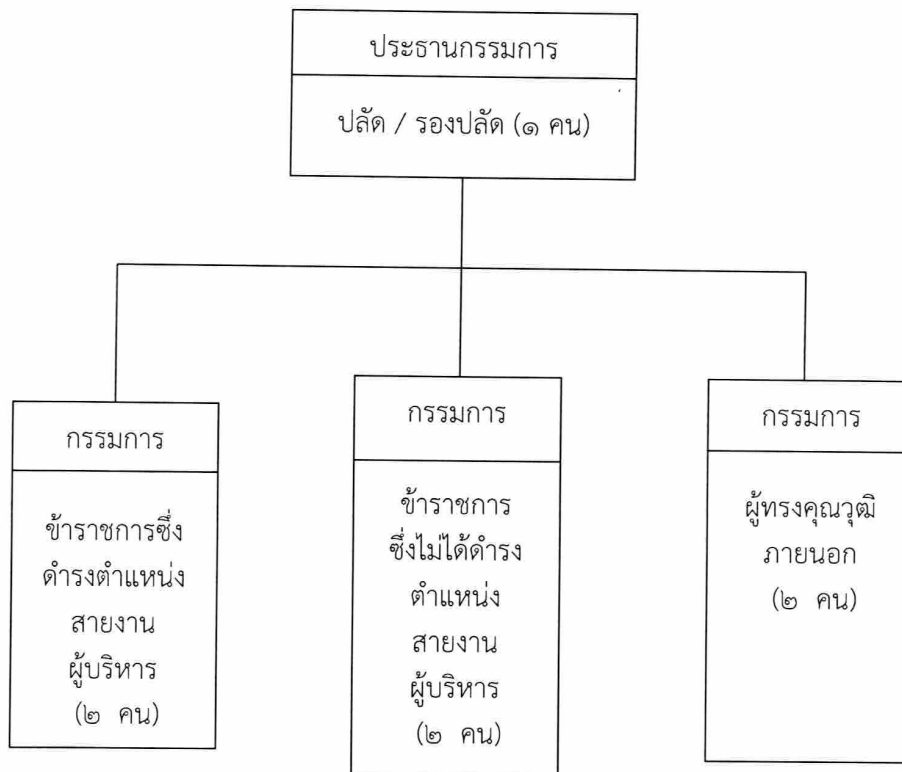 ประธานกรรมการ
ปลัด / รองปลัด (๑ คน)
กรรมการ
ข้าราชการซึ่ง
ดำรงตำแหน่ง
สายงาน
ผู้บริหาร
(๒ คน)
กรรมการ
ข้าราชการ
ซึ่งไม่ได้ดำรง
ตำแหน่ง
สายงาน
ผู้บริหาร
(๒ คน)
กรรมการ
ผู้ทรงคุณวุฒิ
ภายนอก
(๒ คน)